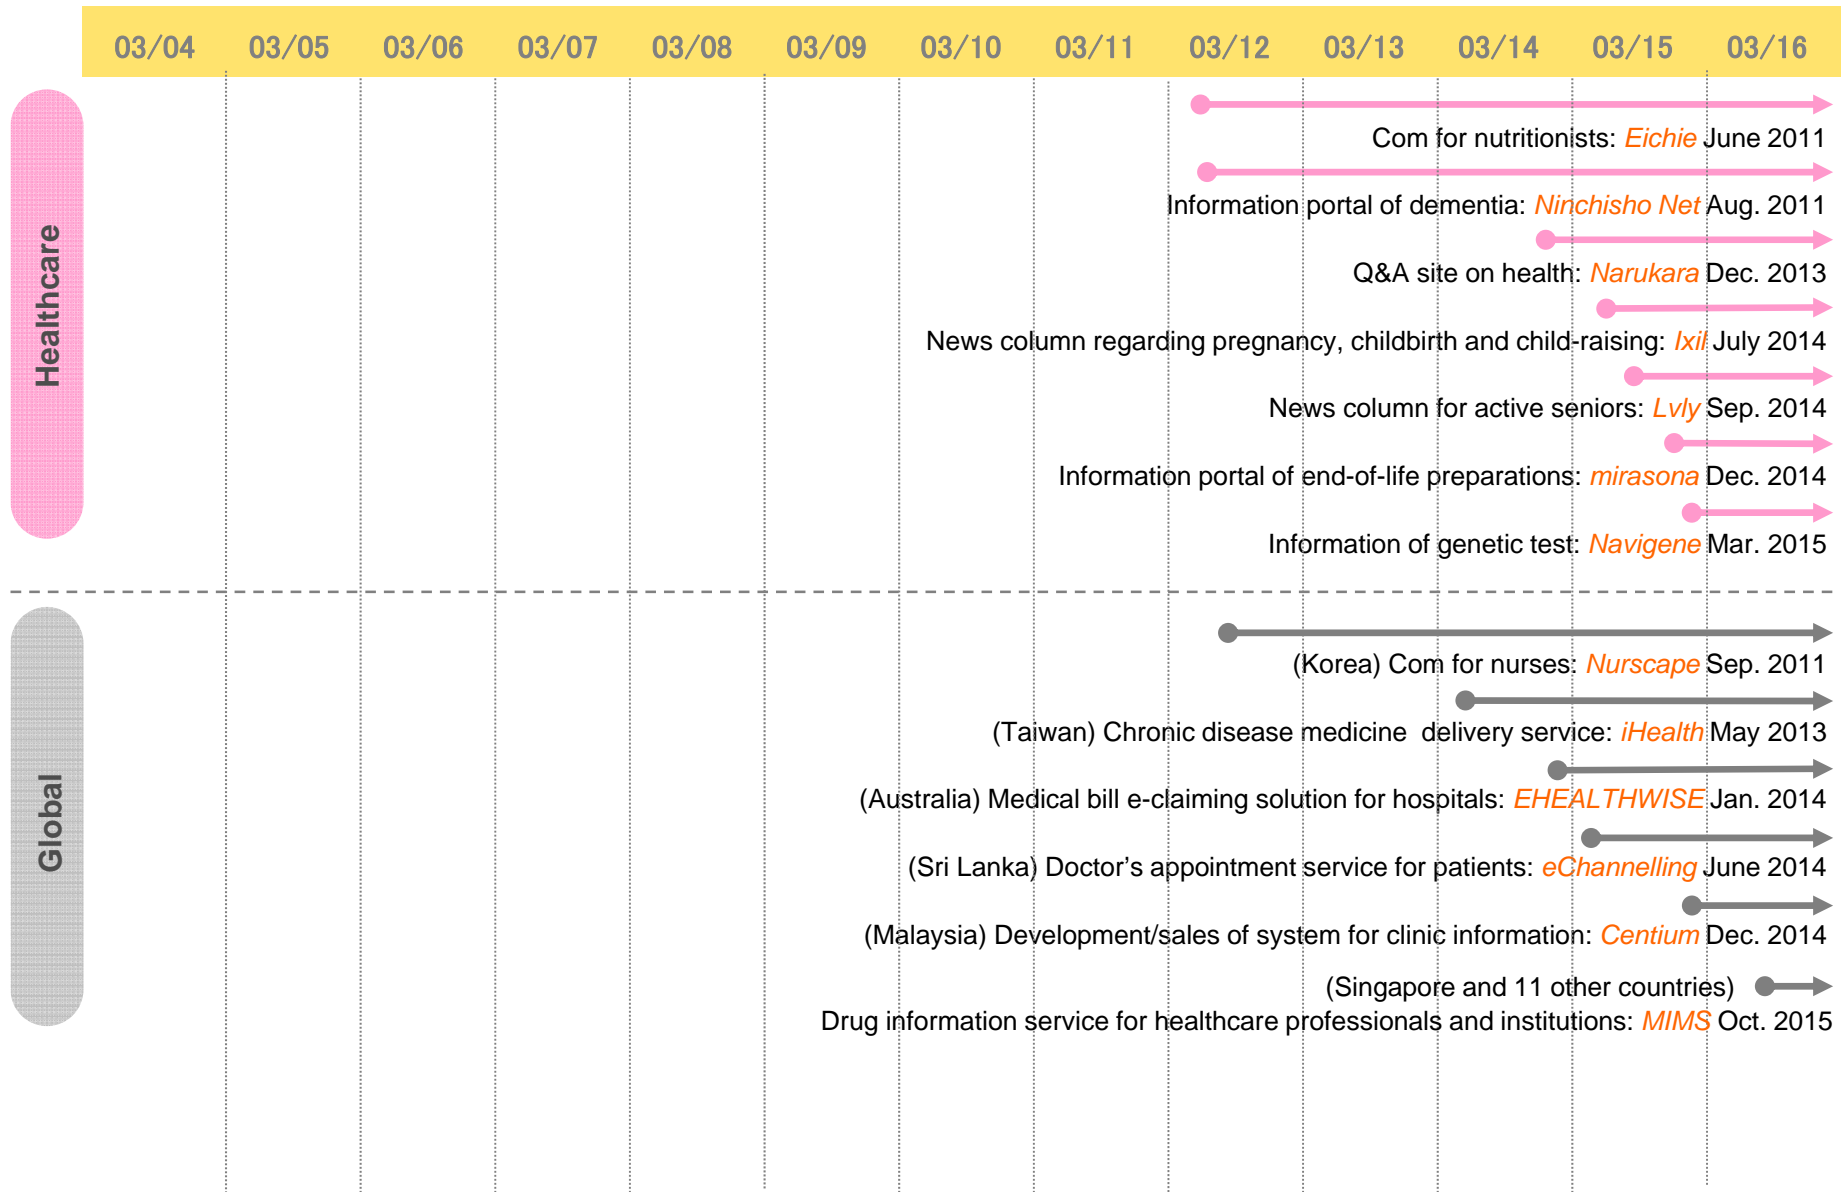 03/04 03/05 03/06 03/07 03/08 03/09 03/10 03/11 03/12 03/13 03/14 03/15 03/16
Healthcare
Com for nutritionists: Eichie June 2011
Information portal of dementia: Ninchisho Net Aug. 2011
Q&A site on health: Narukara Dec. 2013
News column regarding pregnancy, childbirth and child-raising: Ixil July 2014
News column for active seniors: Lvly Sep. 2014
Information portal of end-of-life preparations: mirasona Dec. 2014
Information of genetic test: Navigene Mar. 2015
Global
(Korea) Com for nurses: Nurscape Sep. 2011
(Taiwan) Chronic disease medicine delivery service: iHealth May 2013
(Australia) Medical bill e-claiming solution for hospitals: EHEALTHWISE Jan. 2014
(Sri Lanka) Doctor's appointment service for patients: eChannelling June 2014
(Malaysia) Development/sales of system for clinic information: Centium Dec. 2014
(Singapore and 11 other countries)
Drug information service for healthcare professionals and institutions: MIMS Oct. 2015